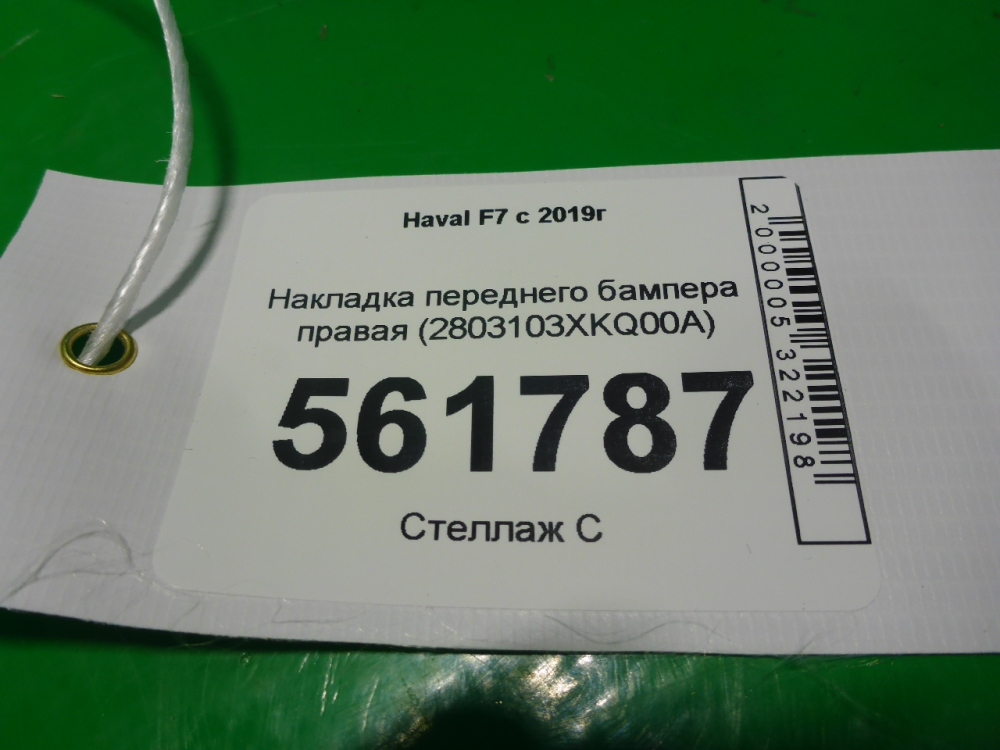 Haval F7 с 2019г
Накладка переднего бампера
правая (2803103XKQ00A)
561787
Стеллаж С
2000005322198